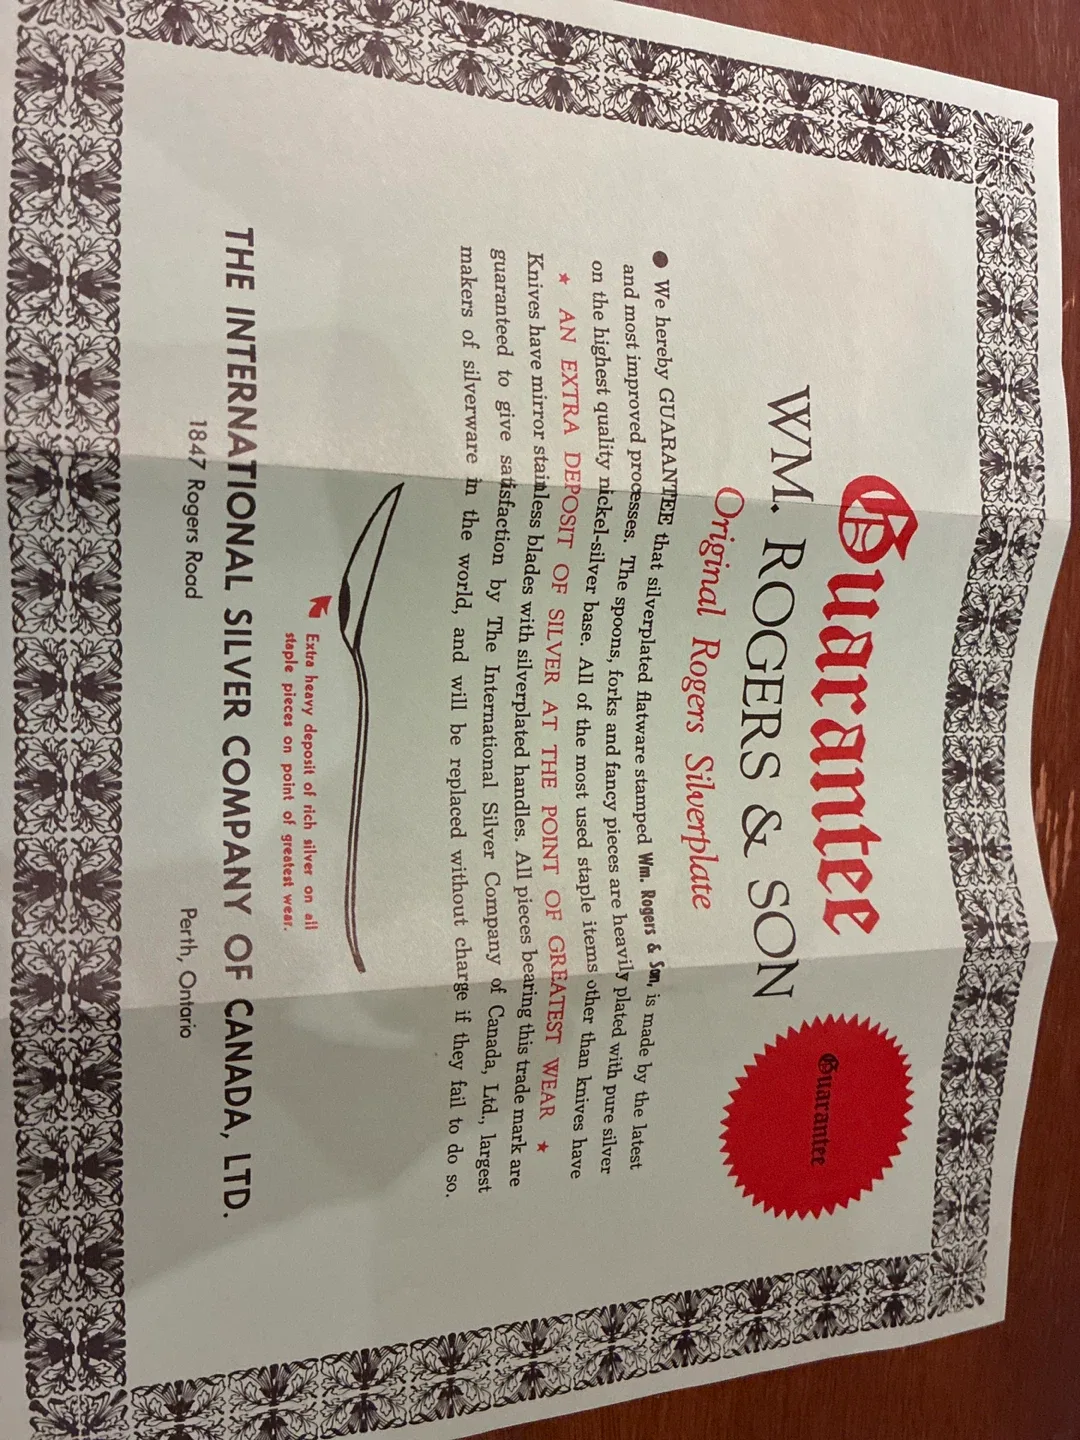 Guarantee
WM. ROGERS & SON
Original Rogers Silverplate
Guarantee
● We hereby GUARANTEE that silverplated flatware stamped Wm. Rogers & Son, is made by the latest
and most improved processes. The spoons, forks and fancy pieces are heavily plated with pure silver
on the highest quality nickel-silver base. All of the most used staple items other than knives have
★ AN EXTRA DEPOSIT OF SILVER AT THE POINT OF GREATEST WEAR ★
Knives have mirror stainless blades with silverplated handles. All pieces bearing this trade mark are
guaranteed to give satisfaction by The International Silver Company of Canada, Ltd., largest
makers of silverware in the world, and will be replaced without charge if they fail to do so.
Extra heavy deposit of rich silver on all
staple pieces on point of greatest wear.
THE INTERNATIONAL SILVER COMPANY OF CANADA, LTD.
1847 Rogers Road Perth, Ontario